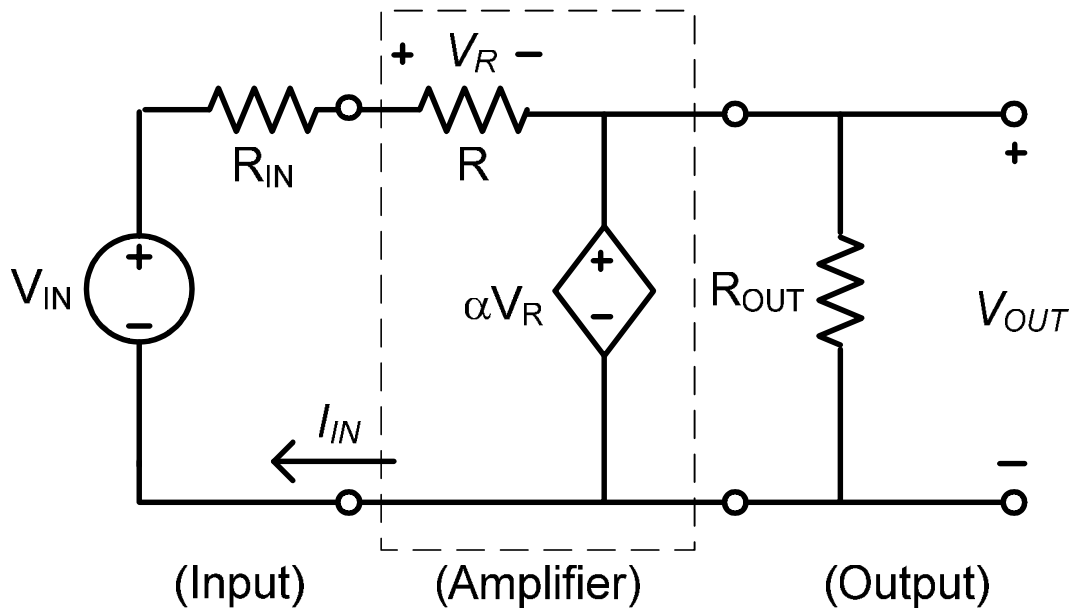 + V_R −
R_IN
R
V_IN
+
−
αV_R
+
−
R_OUT
+
V_OUT
−
I_IN
(Input)
(Amplifier)
(Output)